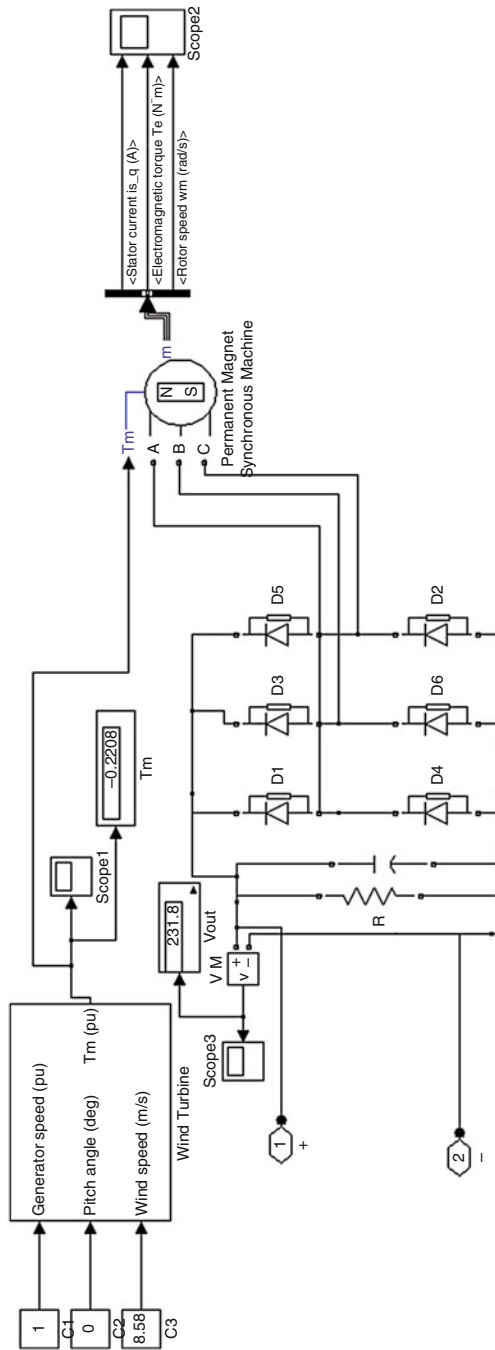 1
C1
0
C2
8.58
C3
Generator speed (pu)
Pitch angle (deg)
Wind speed (m/s)
Tm (pu)
Wind Turbine
Scope1
−0.2208
Tm
Tm
A
B
C
N
S
m
Permanent Magnet
Synchronous Machine
<Stator current is_q (A)>
<Electromagnetic torque Te (N*m)>
<Rotor speed wm (rad/s)>
Scope2
231.8
Vout
V M
v
+
−
Scope3
R
D1
D3
D5
D4
D6
D2
1
+
2
−